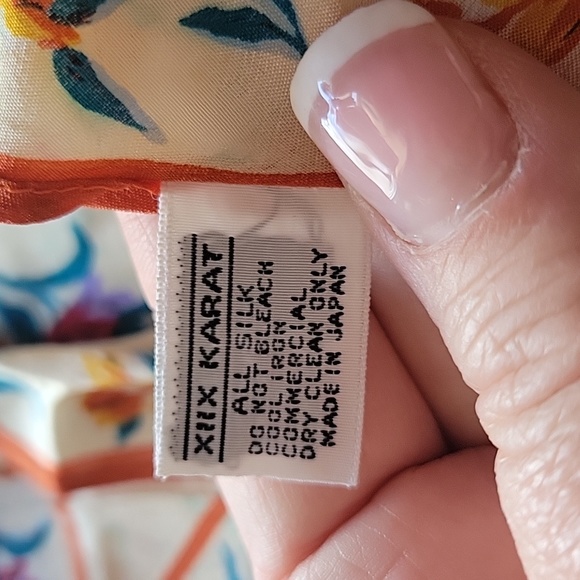 XIIX KARAT
ALL SILK
DO NOT BLEACH
COOL IRON
COMMERCIAL
DRY CLEAN ONLY
MADE IN JAPAN